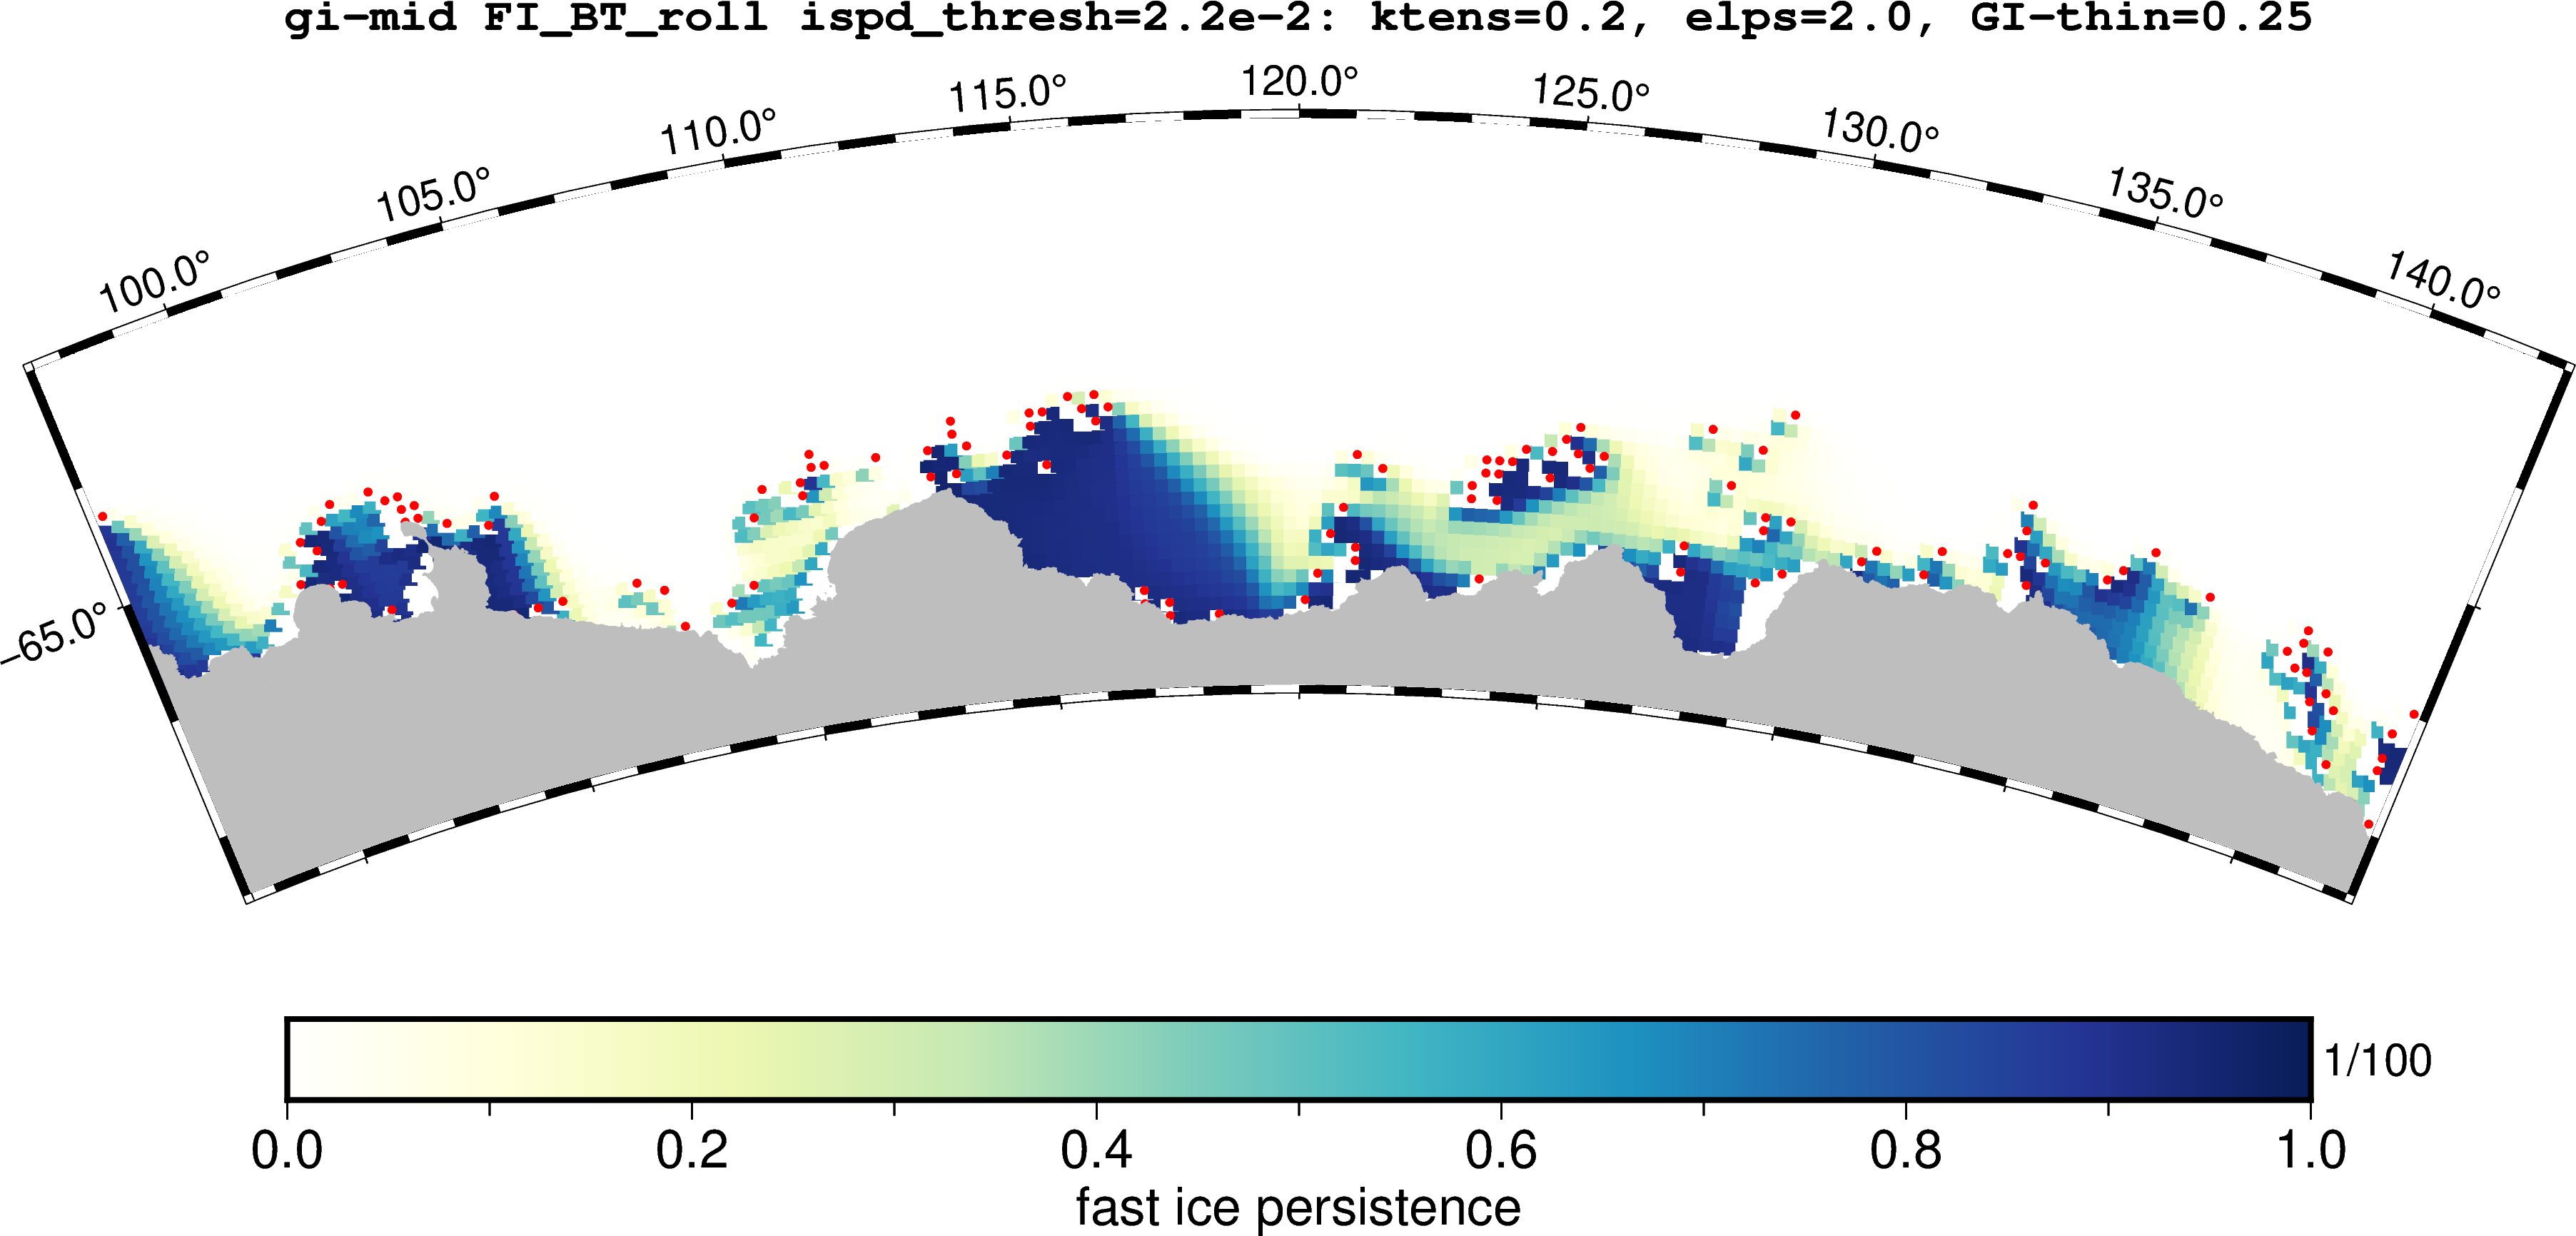 gi-mid FI_BT_roll ispd_thresh=2.2e-2: ktens=0.2, elps=2.0, GI-thin=0.25
100.0° 105.0° 110.0° 115.0° 120.0° 125.0° 130.0° 135.0° 140.0°
-65.0°
1/100
0.0 0.2 0.4 0.6 0.8 1.0
fast ice persistence